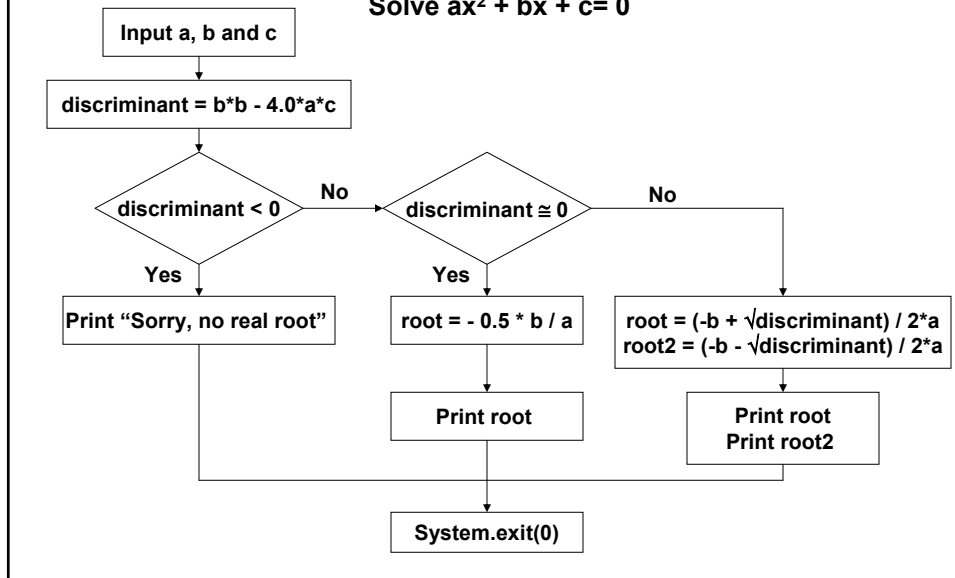 Solve ax² + bx + c= 0
Input a, b and c
discriminant = b*b - 4.0*a*c
discriminant < 0
No
discriminant ≅ 0
No
Yes
Yes
Print “Sorry, no real root”
root = - 0.5 * b / a
root = (-b + √discriminant) / 2*a
root2 = (-b - √discriminant) / 2*a
Print root
Print root
Print root2
System.exit(0)